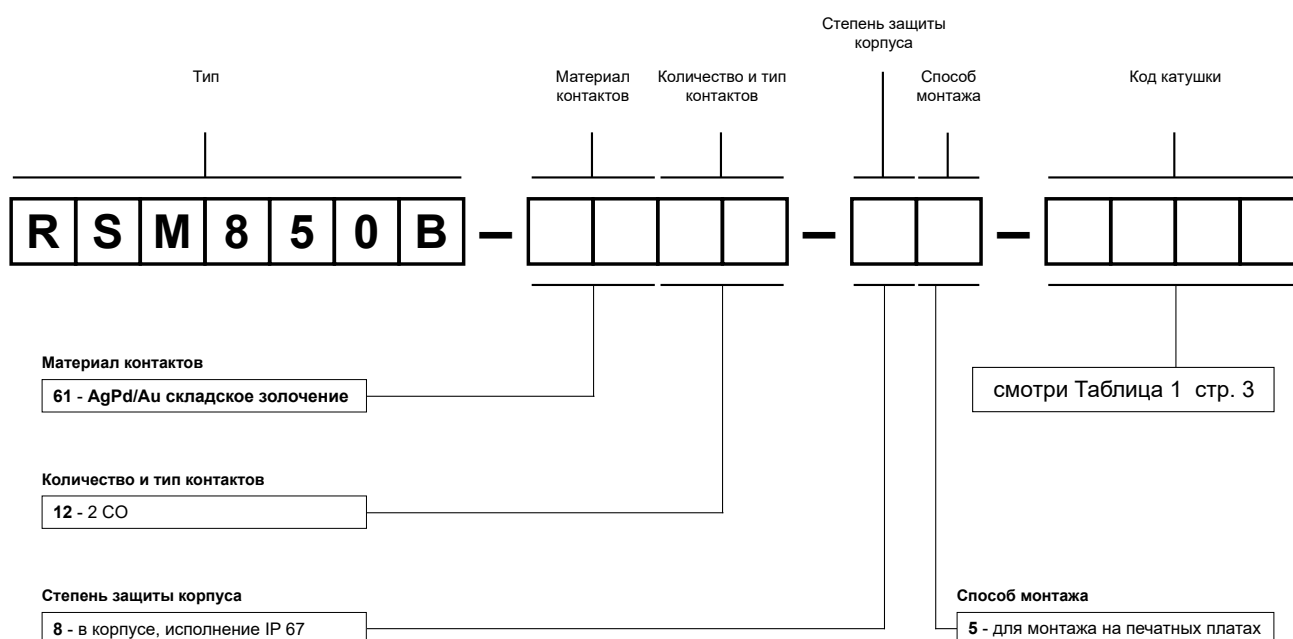 Степень защиты
корпуса
Тип
Материал
контактов
Количество и тип
контактов
Способ
монтажа
Код катушки
R S M 8 5 0 B – – –
Материал контактов
61 - AgPd/Au складское золочение
смотри Таблица 1 стр. 3
Количество и тип контактов
12 - 2 CO
Степень защиты корпуса
8 - в корпусе, исполнение IP 67
Способ монтажа
5 - для монтажа на печатных платах